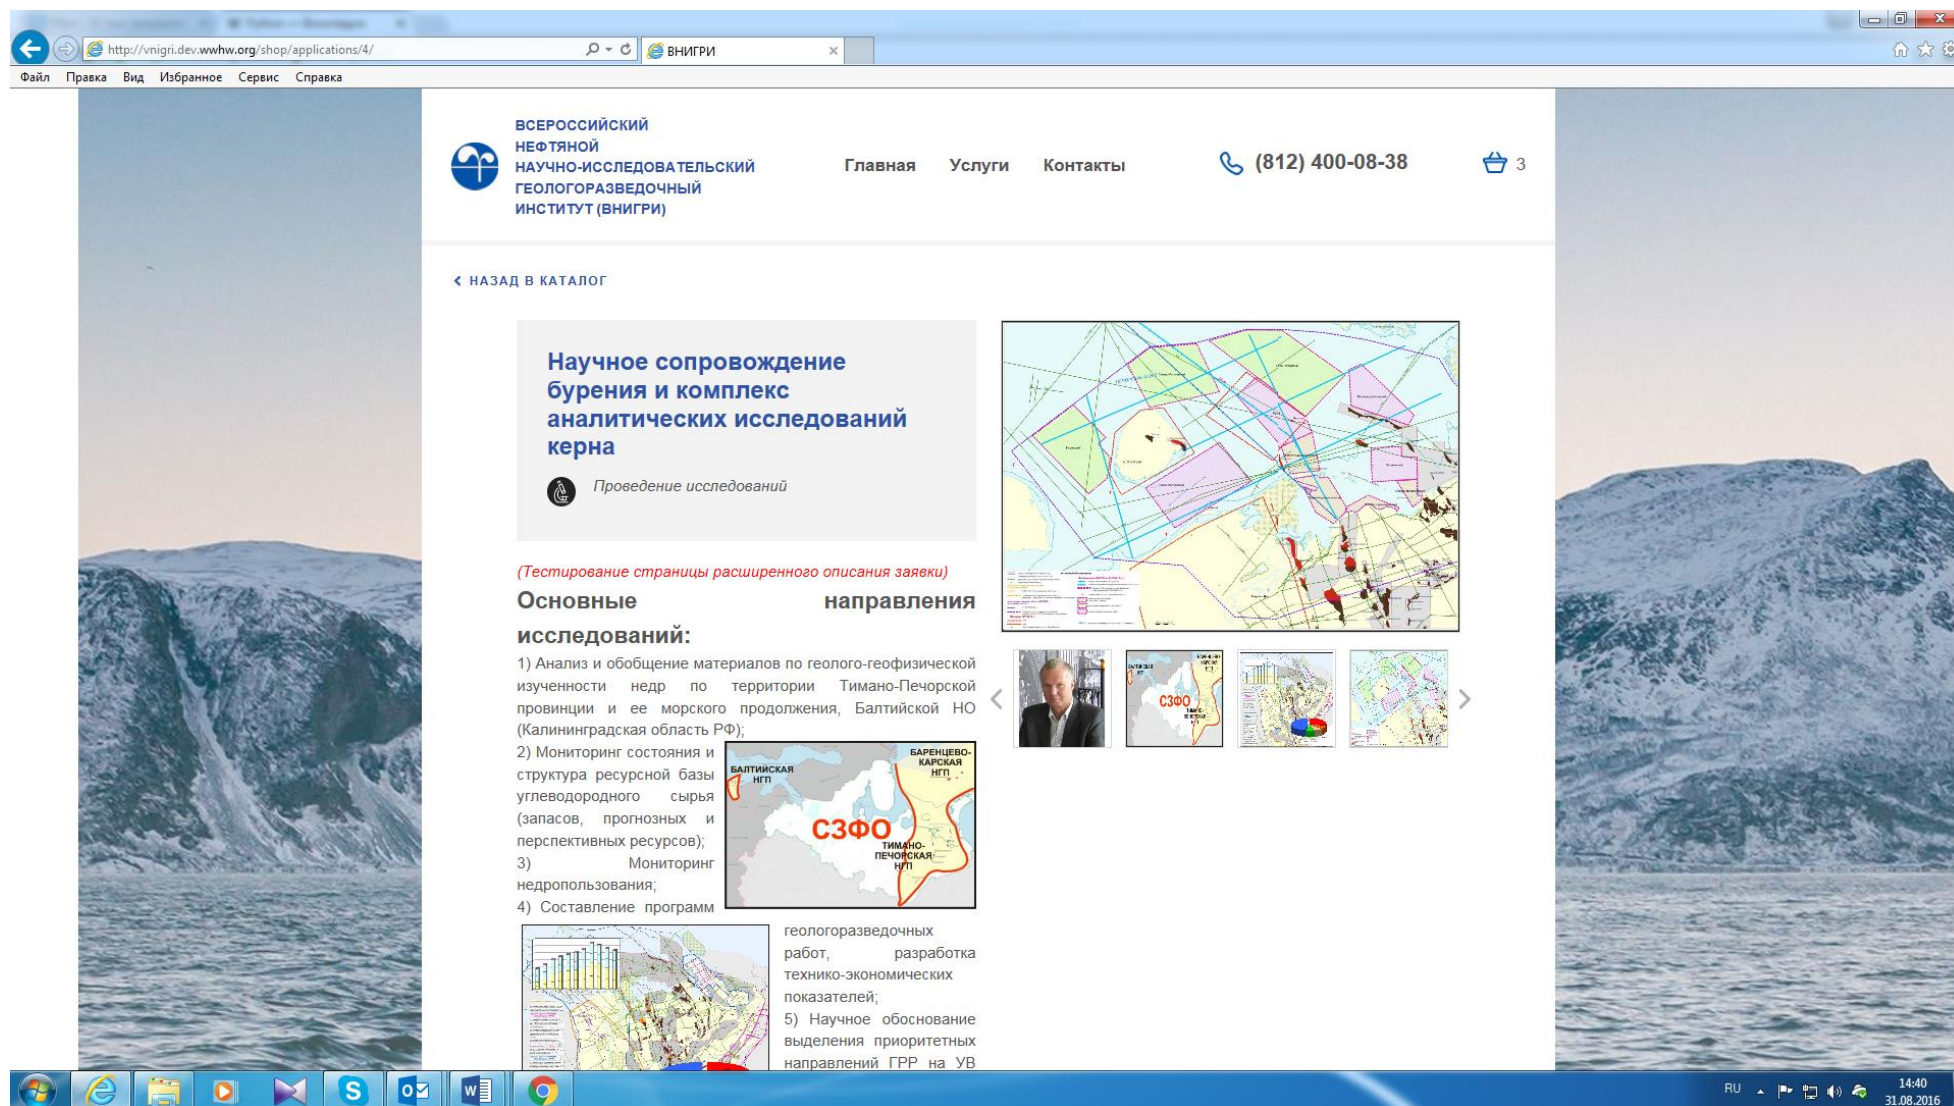 http://vnigri.dev.wwhw.org/shop/applications/4/
ВНИГРИ
Файл Правка Вид Избранное Сервис Справка
ВСЕРОССИЙСКИЙ
НЕФТЯНОЙ
НАУЧНО-ИССЛЕДОВАТЕЛЬСКИЙ
ГЕОЛОГОРАЗВЕДОЧНЫЙ
ИНСТИТУТ (ВНИГРИ)
Главная Услуги Контакты
(812) 400-08-38
3
НАЗАД В КАТАЛОГ
Научное сопровождение
бурения и комплекс
аналитических исследований
керна
Проведение исследований
(Тестирование страницы расширенного описания заявки)
Основные направления
исследований:
1) Анализ и обобщение материалов по геолого-геофизической
изученности недр по территории Тимано-Печорской
провинции и ее морского продолжения, Балтийской НО
(Калининградская область РФ);
2) Мониторинг состояния и
структура ресурсной базы
углеводородного сырья
(запасов, прогнозных и
перспективных ресурсов);
3) Мониторинг
недропользования;
4) Составление программ
БАЛТИЙСКАЯ
НГП
БАРЕНЦЕВО-
КАРСКАЯ
НГП
СЗФО
ТИМАНО-
ПЕЧОРСКАЯ
НГП
геологоразведочных
работ, разработка
технико-экономических
показателей;
5) Научное обоснование
выделения приоритетных
направлений ГРР на УВ
СЗФО
RU
14:40
31.08.2016